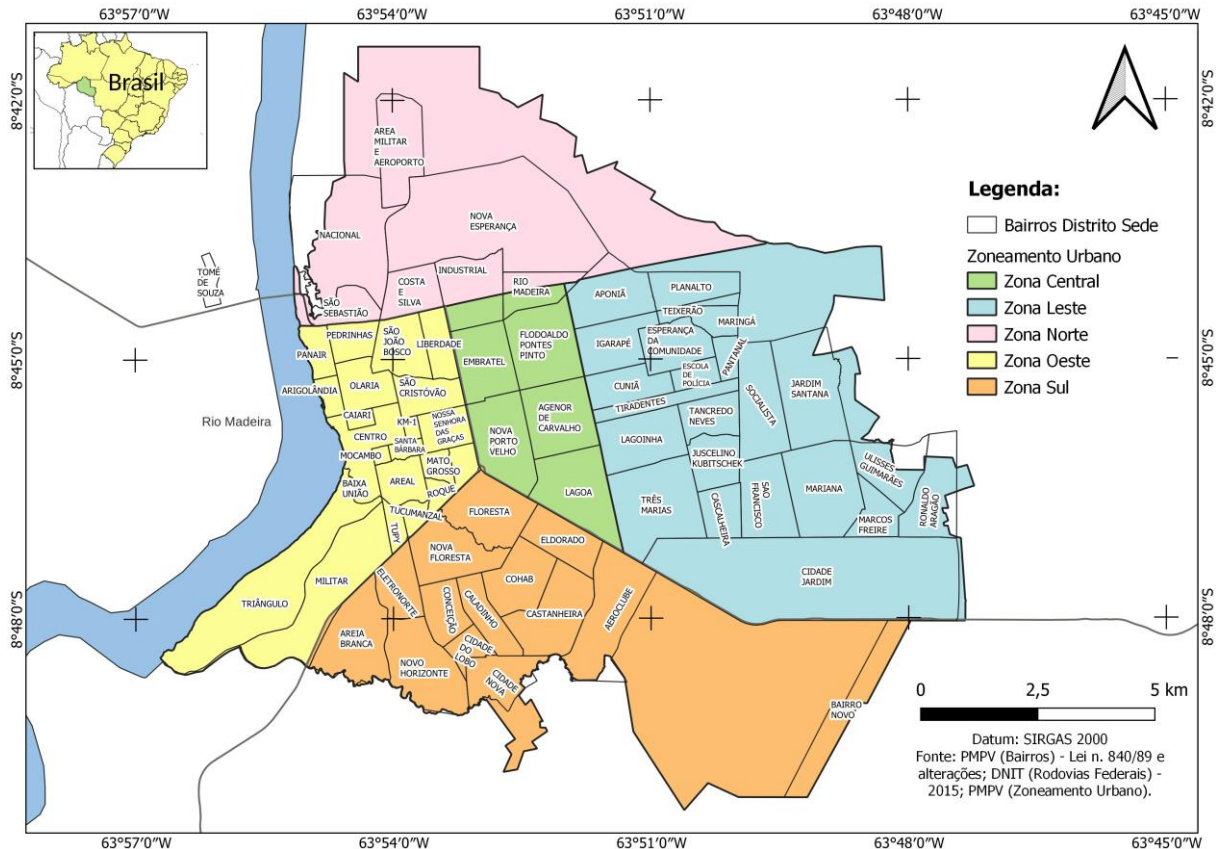 63°57'0"W
63°54'0"W
63°51'0"W
63°48'0"W
63°45'0"W
8°42'0"S
8°42'0"S
Brasil
AREA
MILITAR
E
AEROPORTO
Legenda:
Bairros Distrito Sede
Zoneamento Urbano
Zona Central
Zona Leste
Zona Norte
Zona Oeste
Zona Sul
NACIONAL
NOVA
ESPERANÇA
TOMÉ
DE
SOUZA
COSTA
E
SILVA
INDUSTRIAL
RIO
MADEIRA
SÃO
SEBASTIÃO
APONIÃ
PLANALTO
TEIXERÃO
MARINGÁ
8°45'0"S
8°45'0"S
PANAIR
PEDRINHAS
SÃO
JOÃO
BOSCO
LIBERDADE
EMBRATEL
FLODOALDO
PONTES
PINTO
IGARAPÉ
ESPERANÇA
DA
COMUNIDADE
PANTANAL
ESCOLA
DE
POLÍCIA
ARIGOLÂNDIA
OLARIA
SÃO
CRISTÓVÃO
CUNIÃ
TIRADENTES
SOCIALISTA
JARDIM
SANTANA
Rio Madeira
CAIARI
KM-1
NOSSA
SENHORA
DAS
GRAÇAS
AGENOR
DE
CARVALHO
TANCREDO
NEVES
CENTRO
SANTA
BÁRBARA
NOVA
PORTO
VELHO
LAGOINHA
JUSCELINO
KUBITSCHEK
ULISSES
GUIMARÃES
MOCAMBO
MATO
GROSSO
BAIXA
UNIÃO
AREAL
ROQUE
LAGOA
TRÊS
MARIAS
CASCALHEIRA
SAO
FRANCISCO
MARIANA
MARCOS
FREIRE
RONALDO
ARAGÃO
TUCUMANZAL
TUPY
FLORESTA
ELDORADO
NOVA
FLORESTA
CIDADE
JARDIM
MILITAR
TRIÂNGULO
ELETRONORTE
COHAB
CONCEIÇÃO
CALADINHO
CASTANHEIRA
AEROCLUBE
8°48'0"S
8°48'0"S
AREIA
BRANCA
NOVO
HORIZONTE
CIDADE
DO
LOBO
CIDADE
NOVA
BAIRRO
NOVO
0 2,5 5 km
Datum: SIRGAS 2000
Fonte: PMPV (Bairros) - Lei n. 840/89 e
alterações; DNIT (Rodovias Federais) -
2015; PMPV (Zoneamento Urbano).
63°57'0"W
63°54'0"W
63°51'0"W
63°48'0"W
63°45'0"W